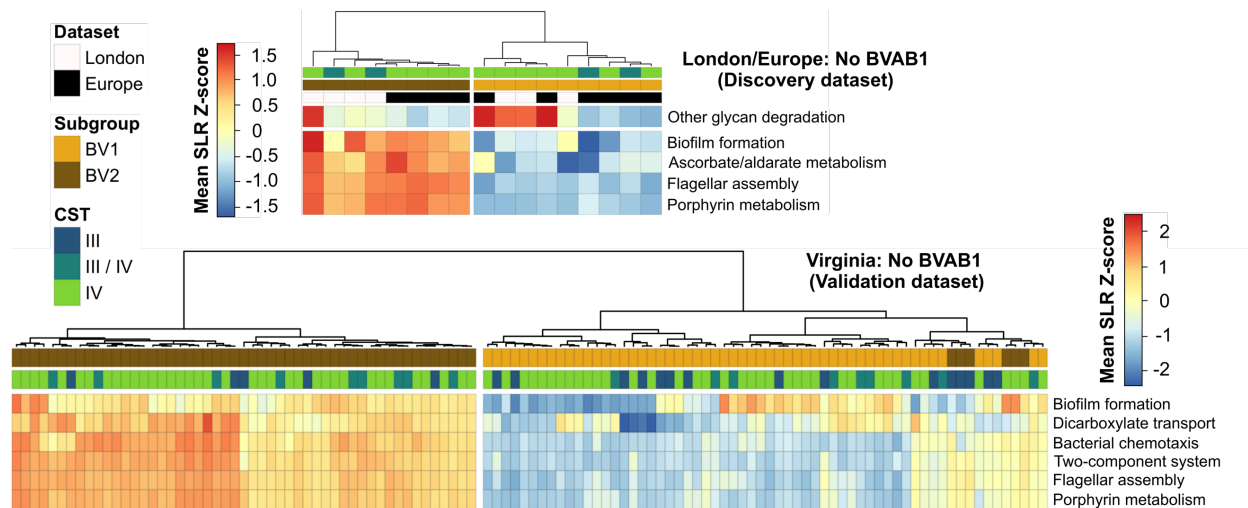 Dataset
London
Europe
Subgroup
BV1
BV2
CST
III
III / IV
IV
Mean SLR Z-score
1.5
1.0
0.5
0
-0.5
-1.0
-1.5
London/Europe: No BVAB1
(Discovery dataset)
Other glycan degradation
Biofilm formation
Ascorbate/aldarate metabolism
Flagellar assembly
Porphyrin metabolism
Virginia: No BVAB1
(Validation dataset)
Mean SLR Z-score
2
1
0
-1
-2
Biofilm formation
Dicarboxylate transport
Bacterial chemotaxis
Two-component system
Flagellar assembly
Porphyrin metabolism